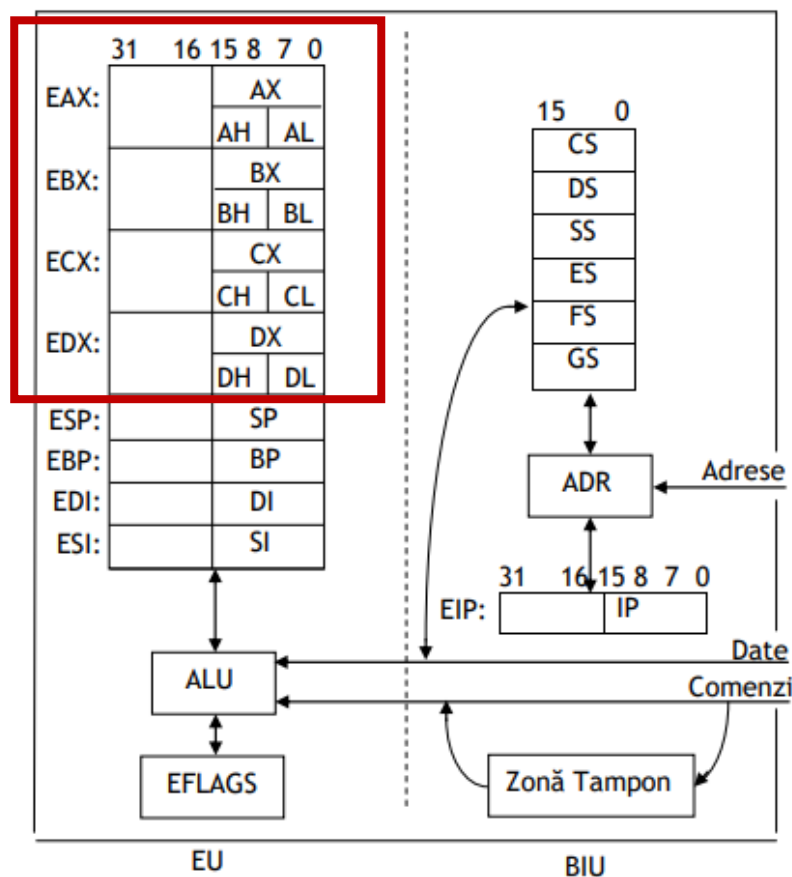 31 16 15 8 7 0
EAX: AX
AH AL
EBX: BX
BH BL
ECX: CX
CH CL
EDX: DX
DH DL
ESP: SP
EBP: BP
EDI: DI
ESI: SI
ALU
EFLAGS
EU
15 0
CS
DS
SS
ES
FS
GS
ADR
Adrese
31 16 15 8 7 0
EIP: IP
Date
Comenzi
Zonă Tampon
BIU